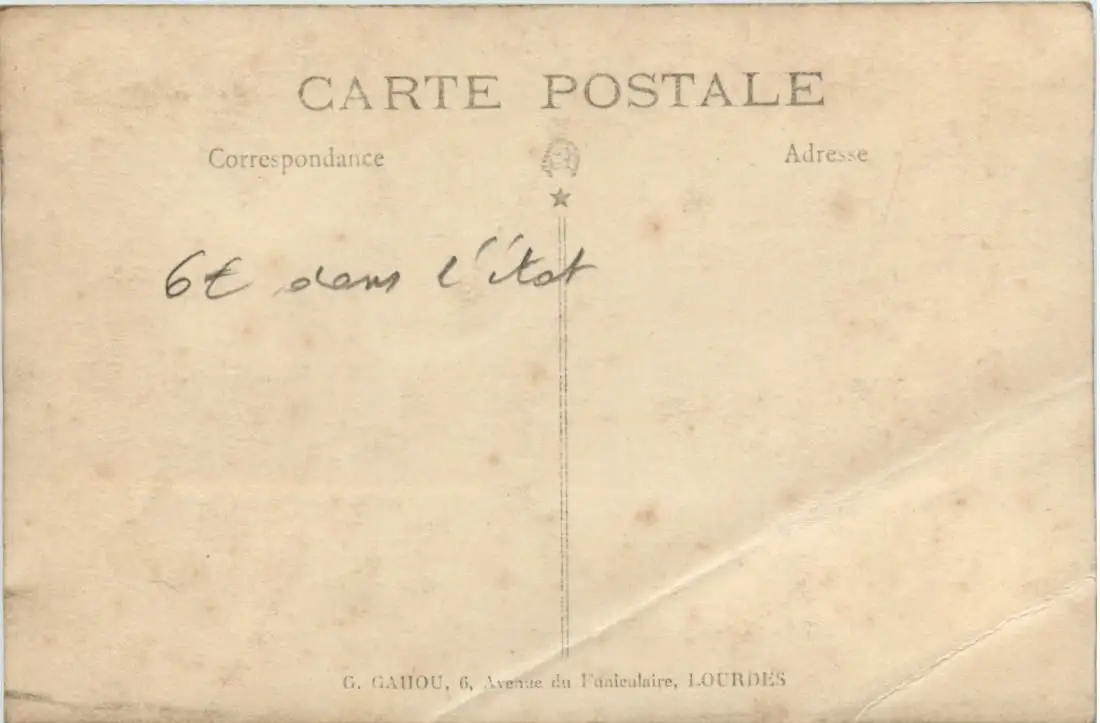 CARTE POSTALE
Correspondance
Adresse
6€ dans l'état
G. GAHOU, 6, Avenue du Funiculaire, LOURDES